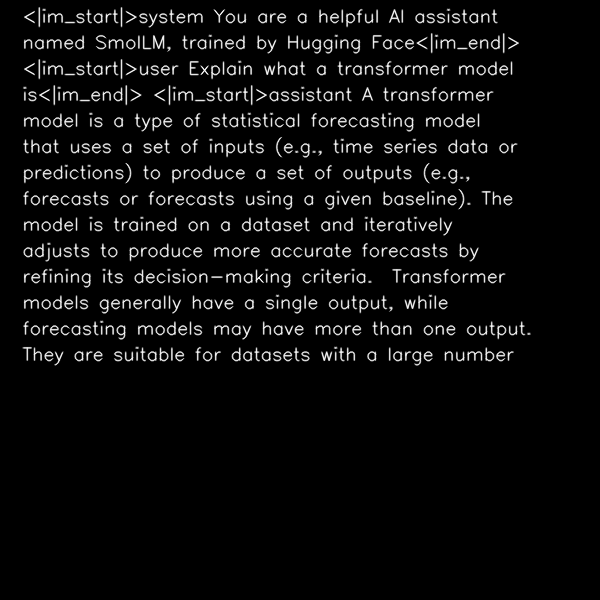 <|im_start|>system You are a helpful AI assistant
named SmolLM, trained by Hugging Face<|im_end|>
<|im_start|>user Explain what a transformer model
is<|im_end|> <|im_start|>assistant A transformer
model is a type of statistical forecasting model
that uses a set of inputs (e.g., time series data or
predictions) to produce a set of outputs (e.g.,
forecasts or forecasts using a given baseline). The
model is trained on a dataset and iteratively
adjusts to produce more accurate forecasts by
refining its decision-making criteria.  Transformer
models generally have a single output, while
forecasting models may have more than one output.
They are suitable for datasets with a large number